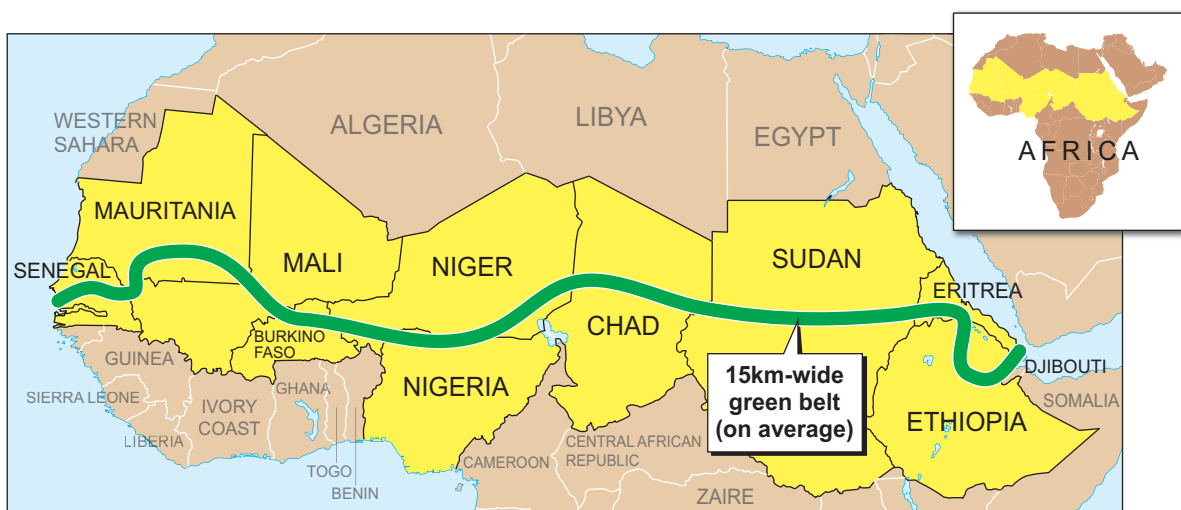 WESTERN
SAHARA
ALGERIA
LIBYA
EGYPT
AFRICA
MAURITANIA
MALI
NIGER
SUDAN
SENEGAL
ERITREA
CHAD
BURKINO
FASO
GUINEA
DJIBOUTI
15km-wide
green belt
(on average)
NIGERIA
GHANA
SIERRA LEONE
IVORY
COAST
SOMALIA
ETHIOPIA
LIBERIA
CENTRAL AFRICAN
REPUBLIC
CAMEROON
TOGO
BENIN
ZAIRE